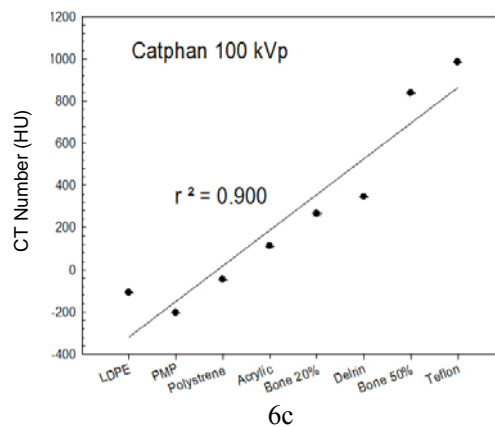 1200
1000
800
600
400
200
0
-200
-400
CT Number (HU)
Catphan 100 kVp
r ² = 0.900
LDPE
PMP
Polystrene
Acrylic
Bone 20%
Delrin
Bone 50%
Teflon
6c